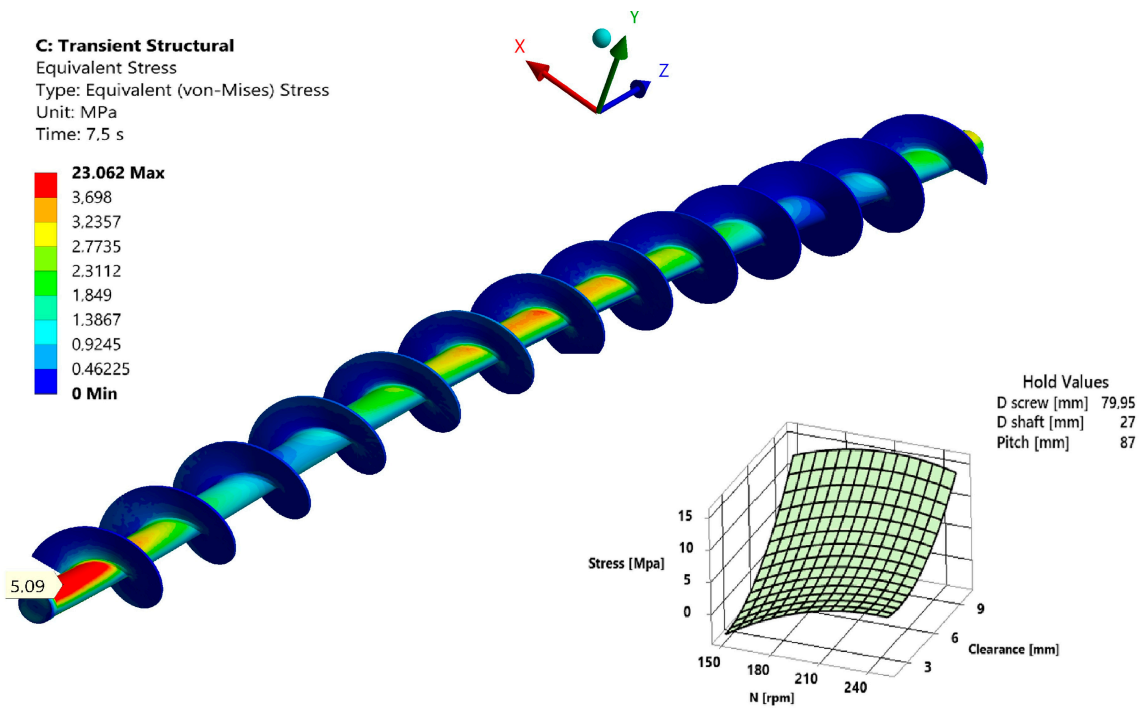 C: Transient Structural
Equivalent Stress
Type: Equivalent (von-Mises) Stress
Unit: MPa
Time: 7,5 s
23.062 Max
3.698
3.2357
2.7735
2.3112
1.849
1.3867
0.9245
0.46225
0 Min
X
Y
Z
5.09
Hold Values
D screw [mm] 79,95
D shaft [mm] 27
Pitch [mm] 87
Stress [Mpa]
15
10
5
0
150
180
210
240
N [rpm]
3
6
9
Clearance [mm]